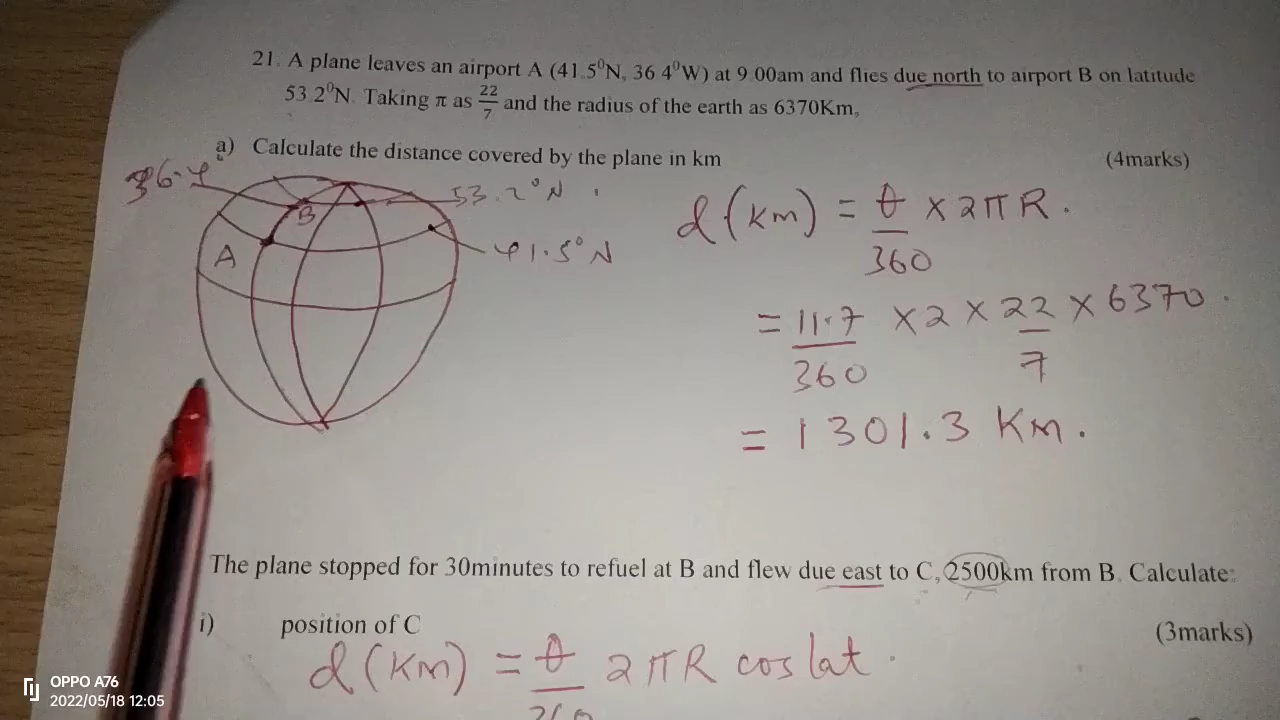 21. A plane leaves an airport A (41.5⁰N, 36.4⁰W) at 9.00am and flies due north to airport B on latitude
53.2⁰N. Taking π as 22/7 and the radius of the earth as 6370Km,
a) Calculate the distance covered by the plane in km (4marks)
36.4°
B
53.2°N
A
41.5°N
d(km) = θ/360 × 2πR.
= 11.7/360 × 2 × 22/7 × 6370.
= 1301.3 Km.
The plane stopped for 30minutes to refuel at B and flew due east to C, 2500km from B. Calculate:
i) position of C (3marks)
d(km) = θ/360 2πR cos lat.
OPPO A76
2022/05/18 12:05